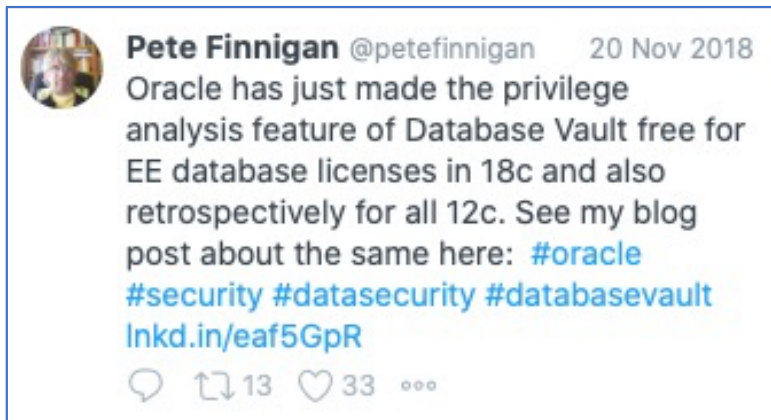 Pete Finnigan @petefinnigan 20 Nov 2018
Oracle has just made the privilege
analysis feature of Database Vault free for
EE database licenses in 18c and also
retrospectively for all 12c. See my blog
post about the same here: #oracle
#security #datasecurity #databasevault
lnkd.in/eaf5GpR
13 33